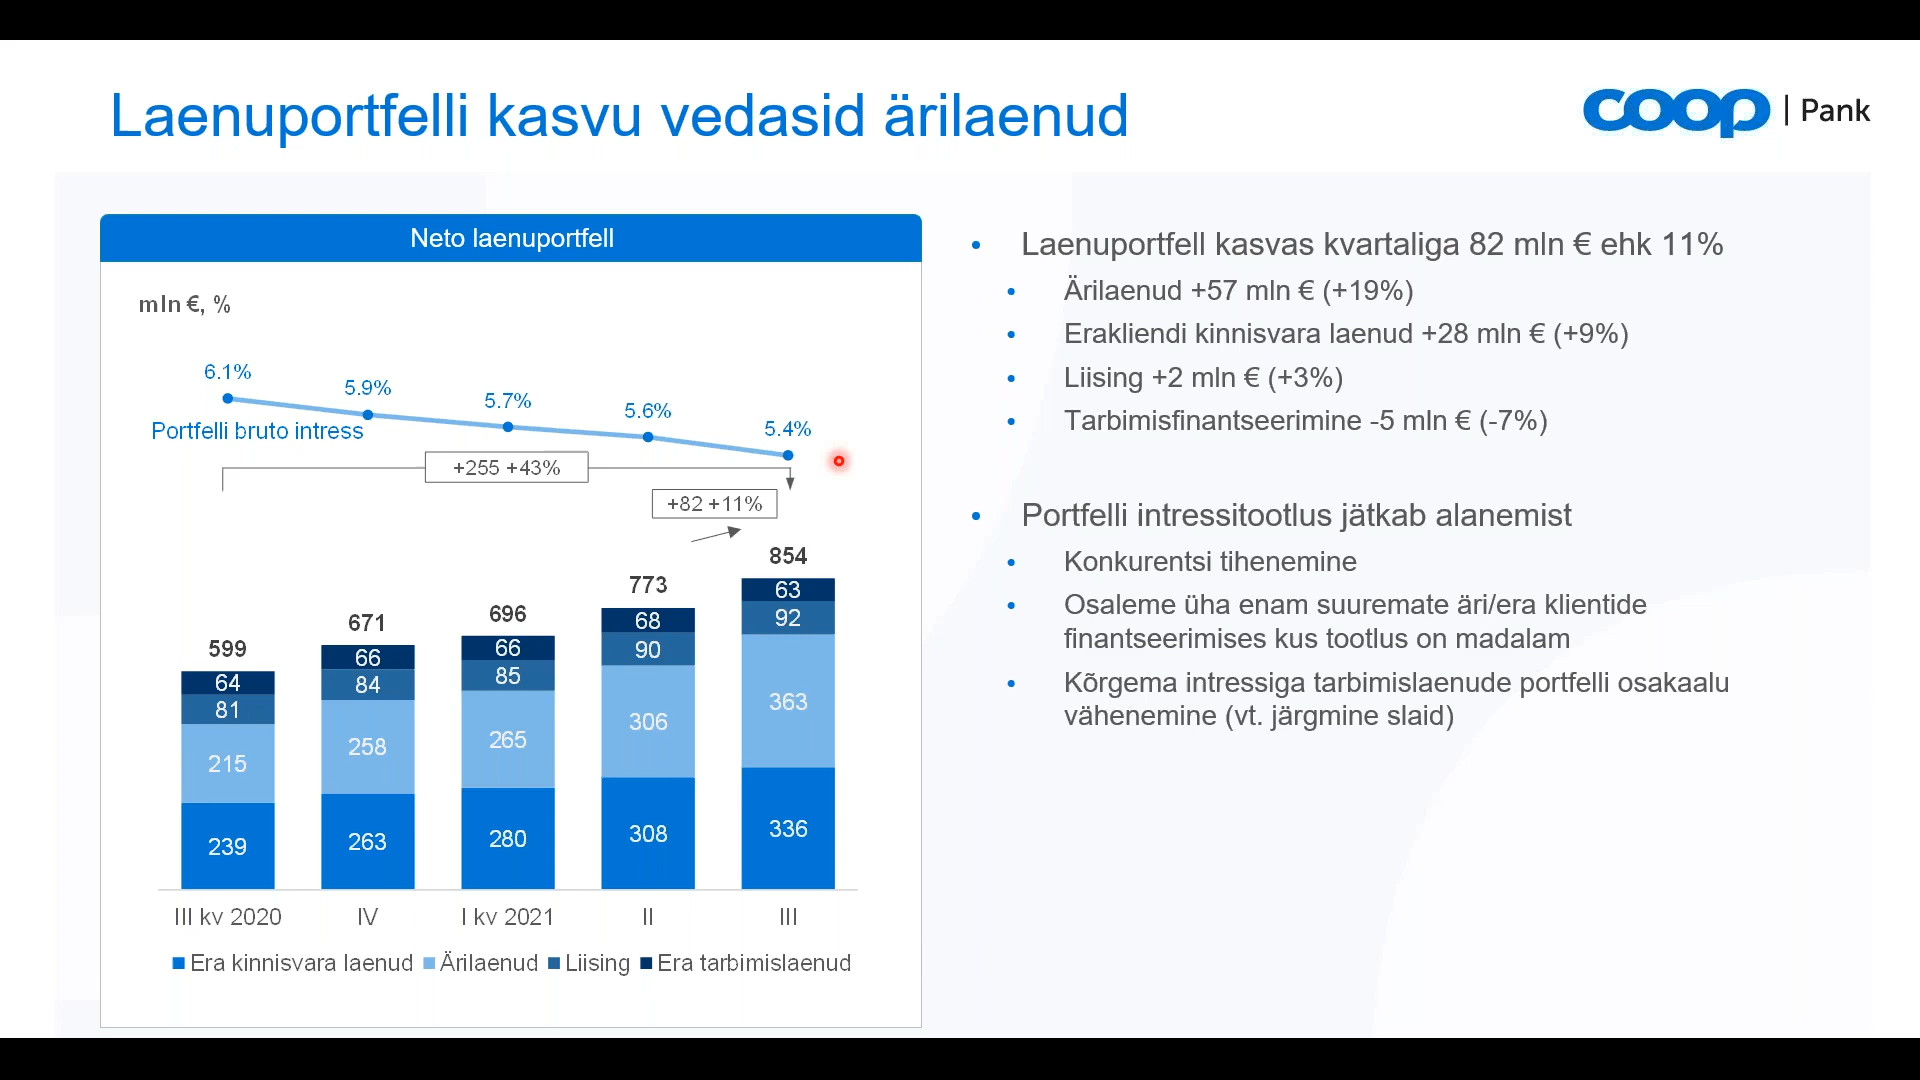 Laenuportfelli kasvu vedasid ärilaenud
coop | Pank
Neto laenuportfell
mln €, %
6.1%
5.9%
5.7%
5.6%
5.4%
Portfelli bruto intress
+255 +43%
+82 +11%
599
671
696
773
854
64
66
66
68
63
81
84
85
90
92
215
258
265
306
363
239
263
280
308
336
III kv 2020
IV
I kv 2021
II
III
Era kinnisvara laenud
Ärilaenud
Liising
Era tarbimislaenud
• Laenuportfell kasvas kvartaliga 82 mln € ehk 11%
• Ärilaenud +57 mln € (+19%)
• Erakliendi kinnisvara laenud +28 mln € (+9%)
• Liising +2 mln € (+3%)
• Tarbimisfinantseerimine -5 mln € (-7%)
• Portfelli intressitootlus jätkab alanemist
• Konkurentsi tihenemine
• Osaleme üha enam suuremate äri/era klientide
finantseerimises kus tootlus on madalam
• Kõrgema intressiga tarbimislaenude portfelli osakaalu
vähenemine (vt. järgmine slaid)